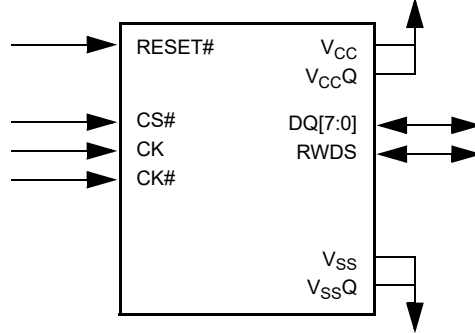 RESET#
CS#
CK
CK#
VCC
VCCQ
DQ[7:0]
RWDS
VSS
VSSQ